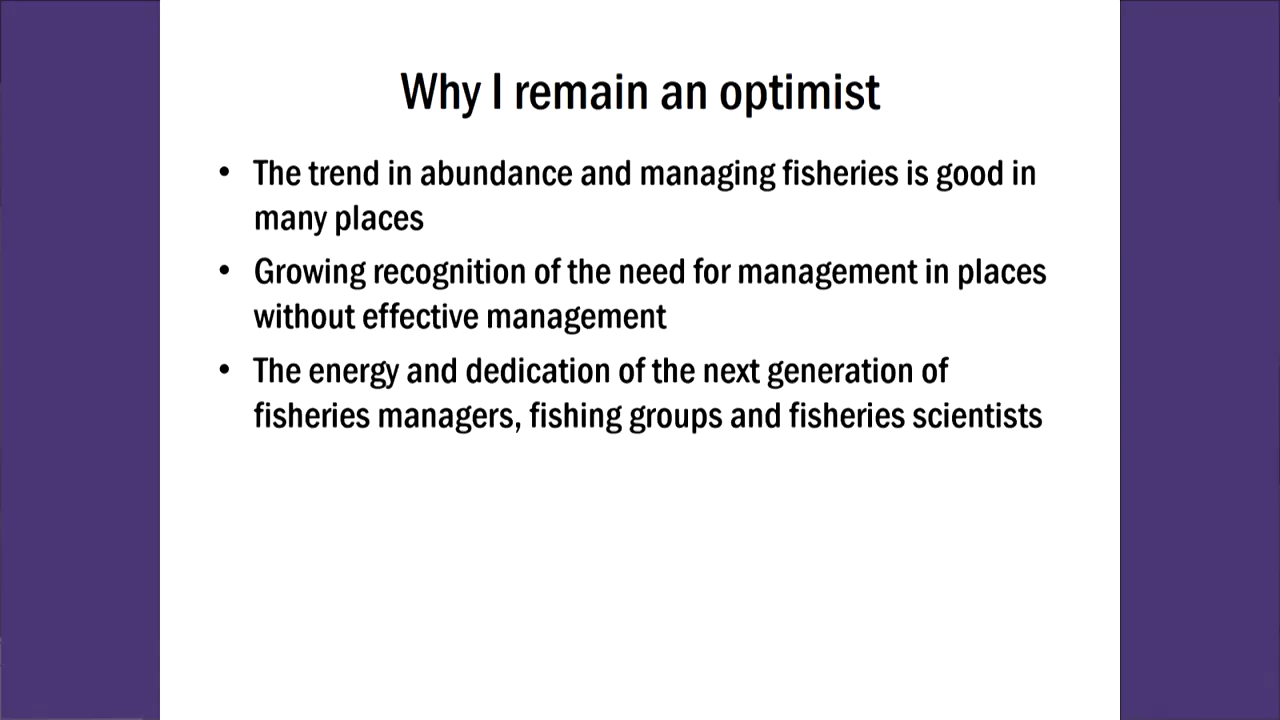 Why I remain an optimist
• The trend in abundance and managing fisheries is good in
many places
• Growing recognition of the need for management in places
without effective management
• The energy and dedication of the next generation of
fisheries managers, fishing groups and fisheries scientists